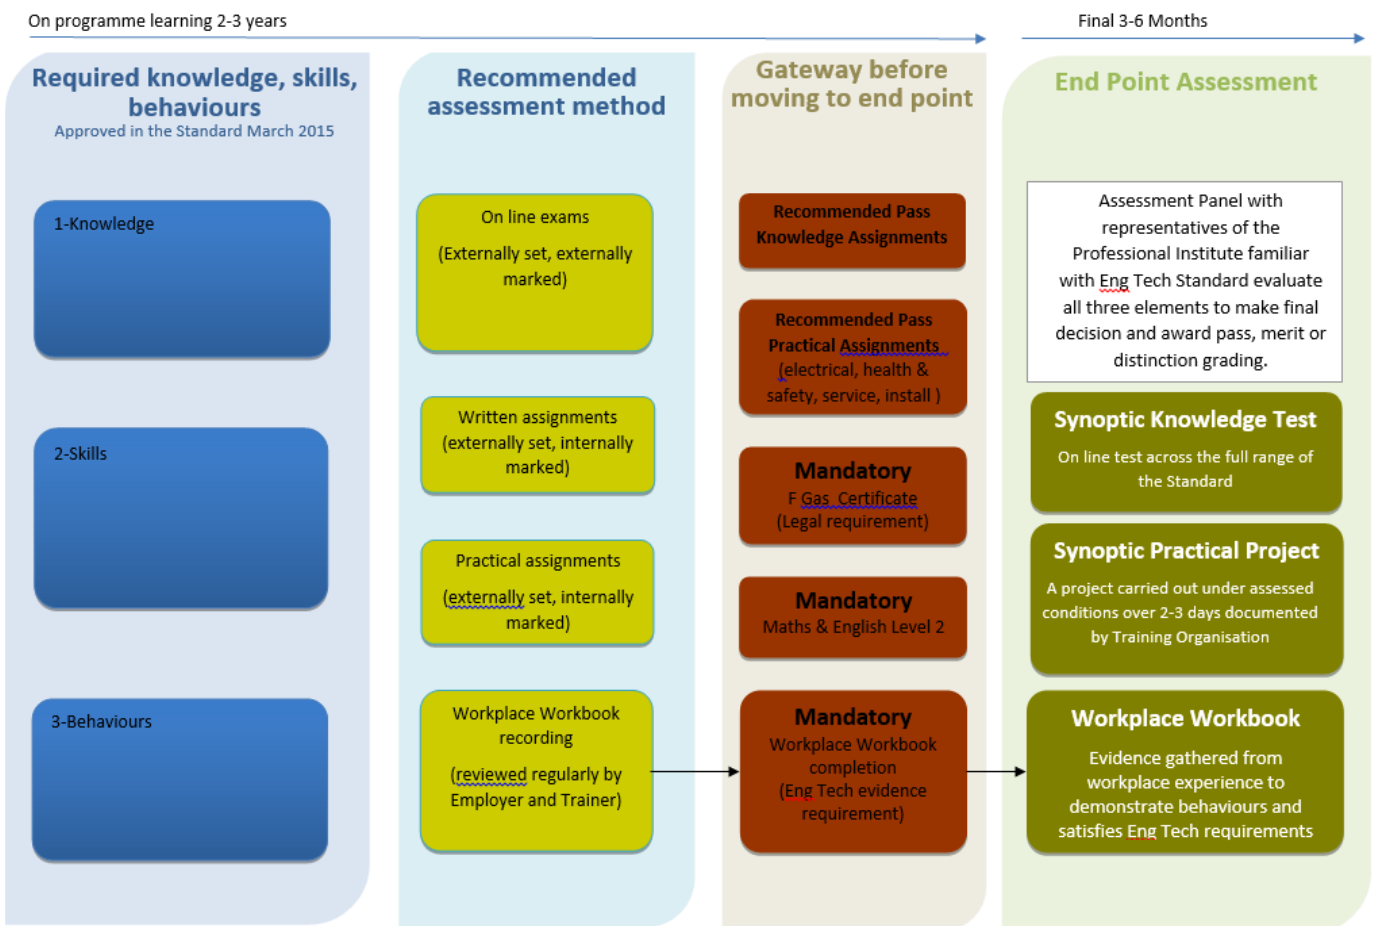 On programme learning 2-3 years
Final 3-6 Months
Required knowledge, skills,
behaviours
Approved in the Standard March 2015
1-Knowledge
2-Skills
3-Behaviours
Recommended
assessment method
On line exams
(Externally set, externally
marked)
Written assignments
(externally set, internally
marked)
Practical assignments
(externally set, internally
marked)
Workplace Workbook
recording
(reviewed regularly by
Employer and Trainer)
Gateway before
moving to end point
Recommended Pass
Knowledge Assignments
Recommended Pass
Practical Assignments
(electrical, health &
safety, service, install )
Mandatory
F Gas  Certificate
(Legal requirement)
Mandatory
Maths & English Level 2
Mandatory
Workplace Workbook
completion
(Eng Tech evidence
requirement)
End Point Assessment
Assessment Panel with
representatives of the
Professional Institute familiar
with Eng Tech Standard evaluate
all three elements to make final
decision and award pass, merit or
distinction grading.
Synoptic Knowledge Test
On line test across the full range of
the Standard
Synoptic Practical Project
A project carried out under assessed
conditions over 2-3 days documented
by Training Organisation
Workplace Workbook
Evidence gathered from
workplace experience to
demonstrate behaviours and
satisfies Eng Tech requirements